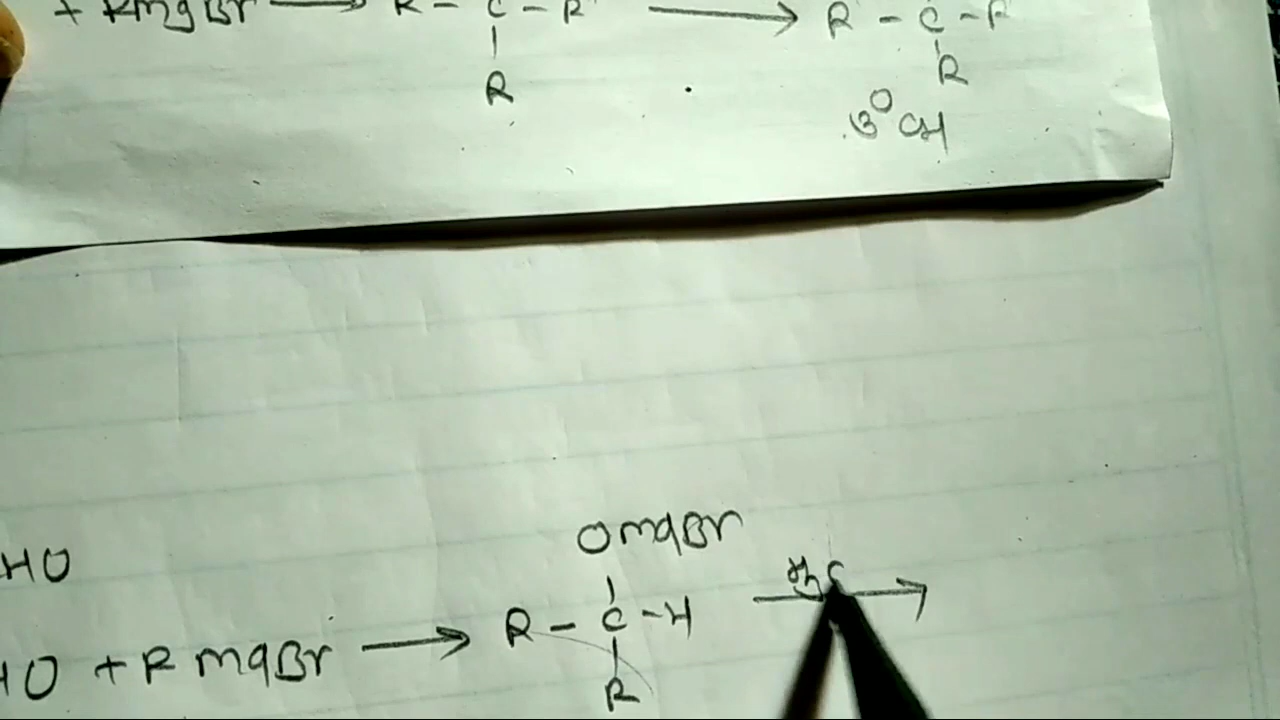 + RMgBr → R - C - R → R - C - R
R R
3° OH
HO OMgBr
HO + R MgBr → R - C - H →
R